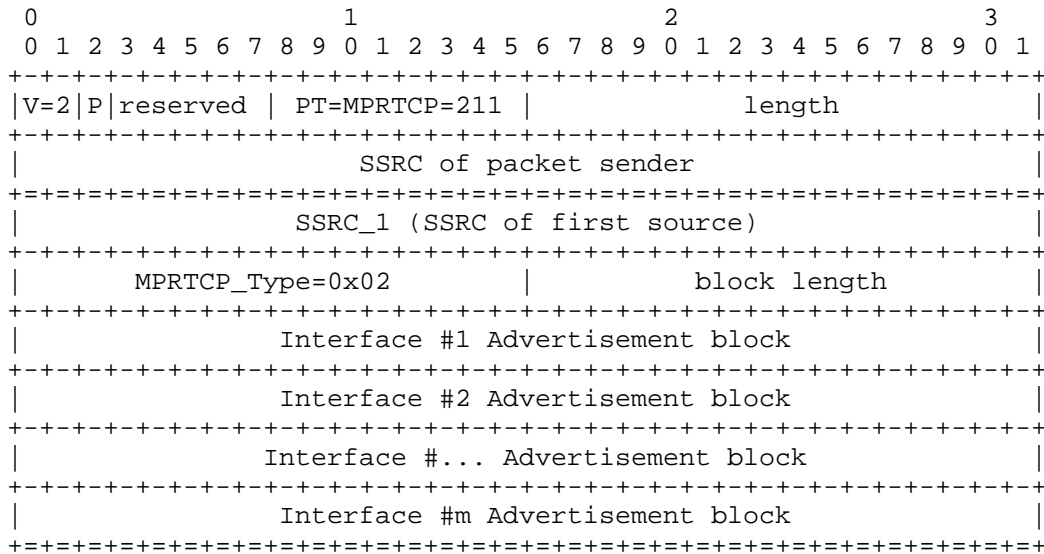 0                   1                   2                   3
 0 1 2 3 4 5 6 7 8 9 0 1 2 3 4 5 6 7 8 9 0 1 2 3 4 5 6 7 8 9 0 1
+-+-+-+-+-+-+-+-+-+-+-+-+-+-+-+-+-+-+-+-+-+-+-+-+-+-+-+-+-+-+-+-+
|V=2|P|reserved |  PT=MPRTCP=211 |             length            |
+-+-+-+-+-+-+-+-+-+-+-+-+-+-+-+-+-+-+-+-+-+-+-+-+-+-+-+-+-+-+-+-+
|                     SSRC of packet sender                     |
+=+=+=+=+=+=+=+=+=+=+=+=+=+=+=+=+=+=+=+=+=+=+=+=+=+=+=+=+=+=+=+=+
|                 SSRC_1 (SSRC of first source)                 |
+-+-+-+-+-+-+-+-+-+-+-+-+-+-+-+-+-+-+-+-+-+-+-+-+-+-+-+-+-+-+-+-+
|       MPRTCP_Type=0x02        |          block length         |
+-+-+-+-+-+-+-+-+-+-+-+-+-+-+-+-+-+-+-+-+-+-+-+-+-+-+-+-+-+-+-+-+
|                Interface #1 Advertisement block               |
+-+-+-+-+-+-+-+-+-+-+-+-+-+-+-+-+-+-+-+-+-+-+-+-+-+-+-+-+-+-+-+-+
|                Interface #2 Advertisement block               |
+-+-+-+-+-+-+-+-+-+-+-+-+-+-+-+-+-+-+-+-+-+-+-+-+-+-+-+-+-+-+-+-+
|               Interface #... Advertisement block              |
+-+-+-+-+-+-+-+-+-+-+-+-+-+-+-+-+-+-+-+-+-+-+-+-+-+-+-+-+-+-+-+-+
|                Interface #m Advertisement block               |
+=+=+=+=+=+=+=+=+=+=+=+=+=+=+=+=+=+=+=+=+=+=+=+=+=+=+=+=+=+=+=+=+